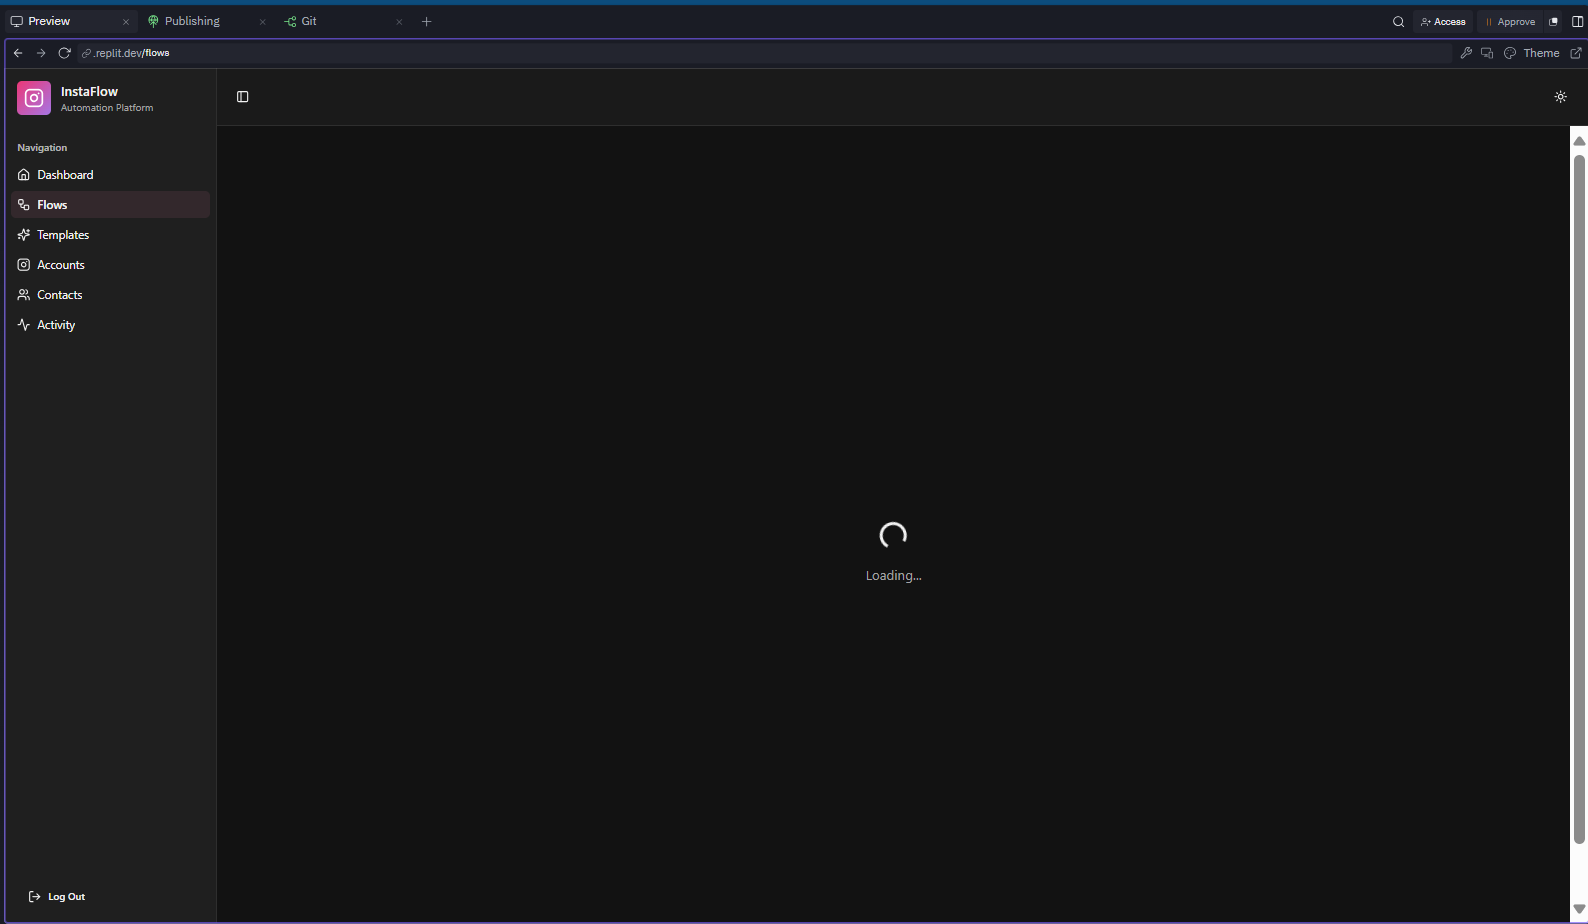 Preview
Publishing
Git
Access
Approve
.replit.dev/flows
Theme
InstaFlow
Automation Platform
Navigation
Dashboard
Flows
Templates
Accounts
Contacts
Activity
Loading...
Log Out